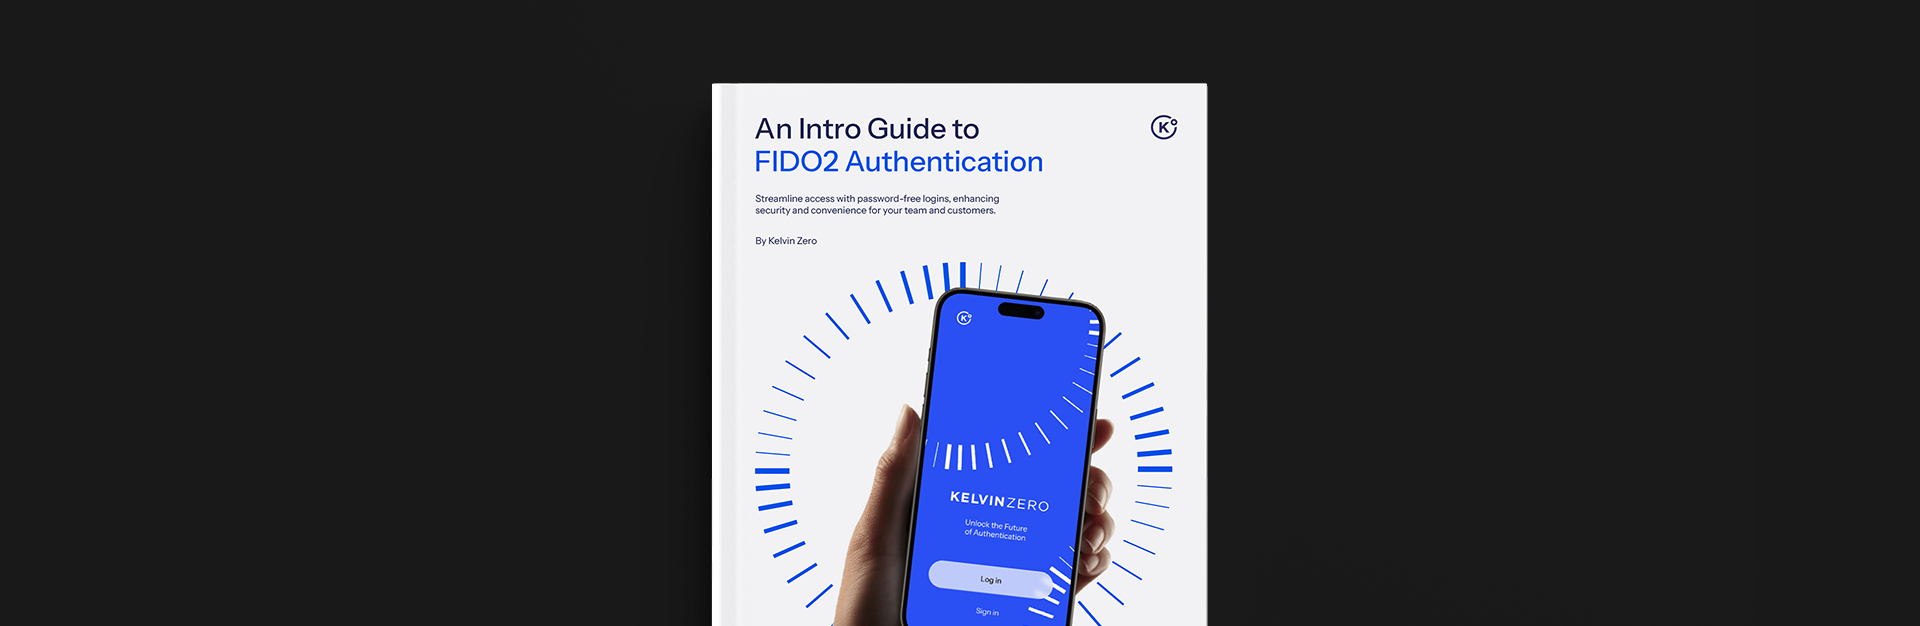 An Intro Guide to
FIDO2 Authentication
K
Streamline access with password-free logins, enhancing
security and convenience for your team and customers.
By Kelvin Zero
K
KELVINZERO
Unlock the Future
of Authentication
Log in
Sign in